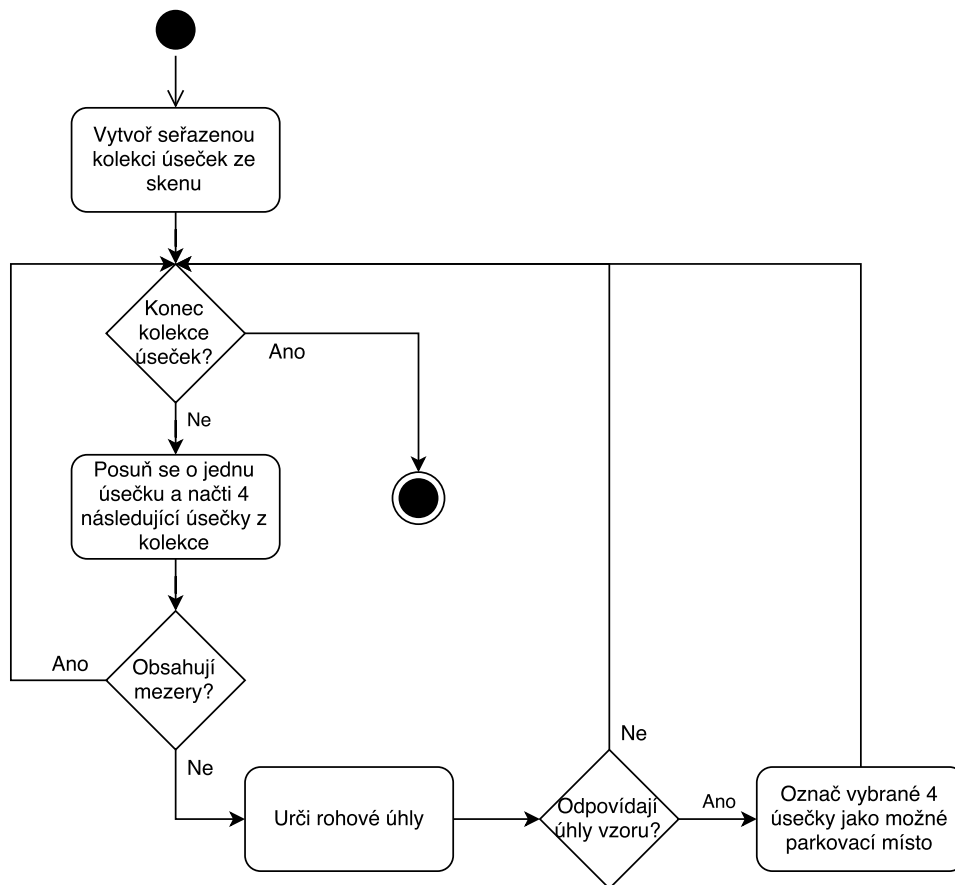 Vytvoř seřazenou
kolekci úseček ze
skenu
Konec
kolekce
úseček?
Ano
Ne
Posuň se o jednu
úsečku a načti 4
následující úsečky z
kolekce
Obsahují
mezery?
Ano
Ne
Urči rohové úhly
Odpovídají
úhly vzoru?
Ne
Ano
Označ vybrané 4
úsečky jako možné
parkovací místo